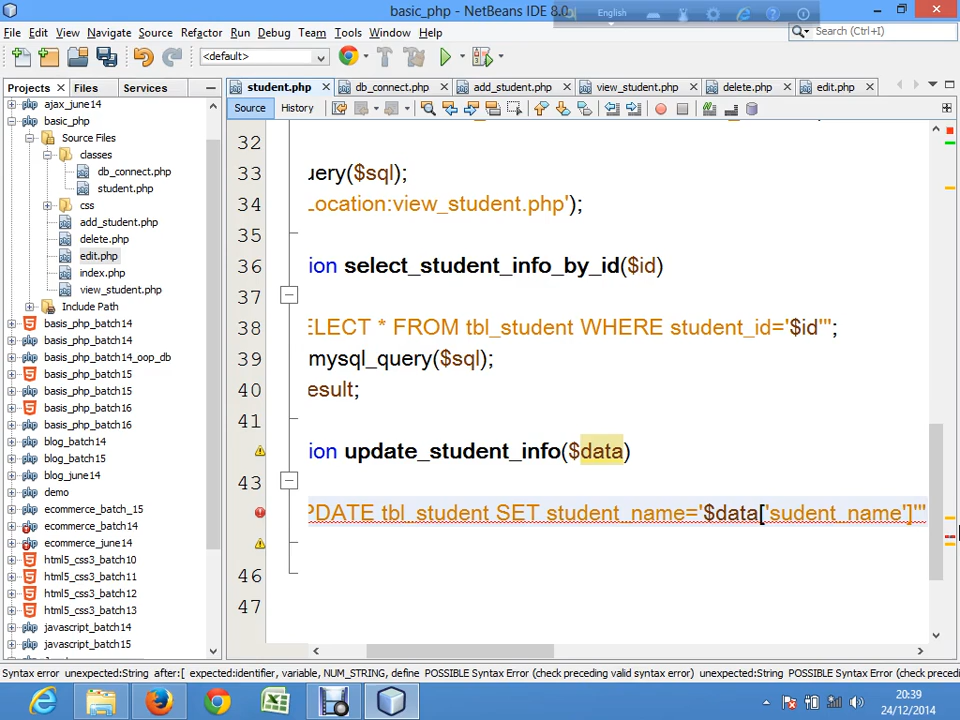 basic_php - NetBeans IDE 8.0
English
File Edit View Navigate Source Refactor Run Debug Team Tools Window Help
Search (Ctrl+I)
<default>
Projects Files Services
student.php db_connect.php add_student.php view_student.php delete.php edit.php
Source History
ajax_june14
basic_php
Source Files
classes
db_connect.php
student.php
css
add_student.php
delete.php
edit.php
index.php
view_student.php
Include Path
basis_php_batch14
basic_php_batch14
basic_php_batch14_oop_db
basic_php_batch15
basic_php_batch15
basis_php_batch16
basic_php_batch16
blog_batch14
blog_batch15
blog_june14
demo
ecommerce_batch_15
ecommerce_batch14
ecommerce_june14
html5_css3_batch10
html5_css3_batch11
html5_css3_batch12
html5_css3_batch13
javascript_batch14
javascript_batch15
32
33 uery($sql);
34 Location:view_student.php');
35
36 ion select_student_info_by_id($id)
37
38 ELECT * FROM tbl_student WHERE student_id='$id'";
39 mysql_query($sql);
40 esult;
41
ion update_student_info($data)
43
PDATE tbl_student SET student_name='$data['sudent_name']'"
46
47
Syntax error unexpected:String after:[ expected:identifier, variable, NUM_STRING, define POSSIBLE Syntax Error (check preceding valid syntax error) unexpected:String POSSIBLE Syntax Error (check preced
20:39
24/12/2014